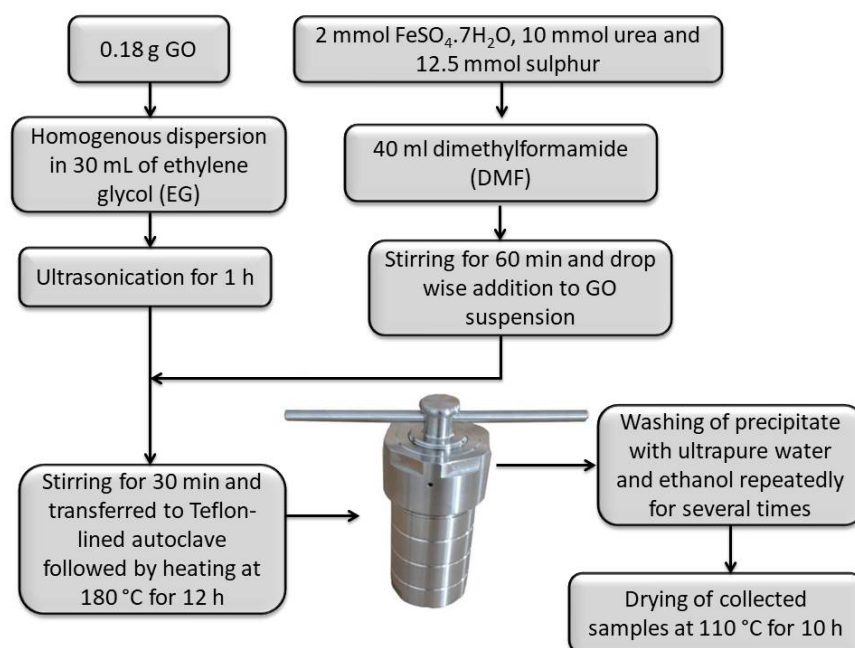 0.18 g GO
2 mmol FeSO₄.7H₂O, 10 mmol urea and
12.5 mmol sulphur
Homogenous dispersion
in 30 mL of ethylene
glycol (EG)
40 ml dimethylformamide
(DMF)
Ultrasonication for 1 h
Stirring for 60 min and drop
wise addition to GO
suspension
Stirring for 30 min and
transferred to Teflon-
lined autoclave
followed by heating at
180 °C for 12 h
Washing of precipitate
with ultrapure water
and ethanol repeatedly
for several times
Drying of collected
samples at 110 °C for 10 h